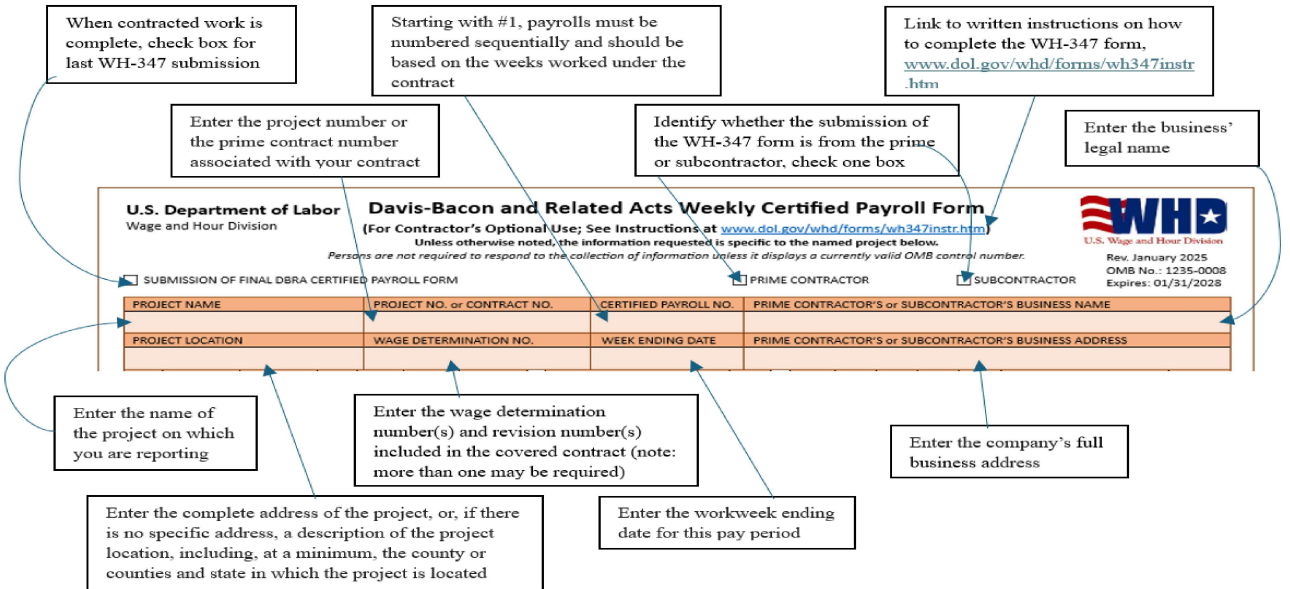 When contracted work is
complete, check box for
last WH-347 submission
Starting with #1, payrolls must be
numbered sequentially and should be
based on the weeks worked under the
contract
Link to written instructions on how
to complete the WH-347 form,
www.dol.gov/whd/forms/wh347instr
.htm
Enter the project number or
the prime contract number
associated with your contract
Identify whether the submission of
the WH-347 form is from the prime
or subcontractor, check one box
Enter the business’
legal name
U.S. Department of Labor
Wage and Hour Division
Davis-Bacon and Related Acts Weekly Certified Payroll Form
(For Contractor's Optional Use; See Instructions at www.dol.gov/whd/forms/wh347instr.htm)
Unless otherwise noted, the information requested is specific to the named project below.
Persons are not required to respond to the collection of information unless it displays a currently valid OMB control number.
WHD
U.S. Wage and Hour Division
Rev. January 2025
OMB No.: 1235-0008
Expires: 01/31/2028
SUBMISSION OF FINAL DBRA CERTIFIED PAYROLL FORM
PRIME CONTRACTOR
SUBCONTRACTOR
PROJECT NAME
PROJECT NO. or CONTRACT NO.
CERTIFIED PAYROLL NO.
PRIME CONTRACTOR'S or SUBCONTRACTOR'S BUSINESS NAME
PROJECT LOCATION
WAGE DETERMINATION NO.
WEEK ENDING DATE
PRIME CONTRACTOR'S or SUBCONTRACTOR'S BUSINESS ADDRESS
Enter the name of
the project on which
you are reporting
Enter the wage determination
number(s) and revision number(s)
included in the covered contract (note:
more than one may be required)
Enter the company’s full
business address
Enter the complete address of the project, or, if there
is no specific address, a description of the project
location, including, at a minimum, the county or
counties and state in which the project is located
Enter the workweek ending
date for this pay period